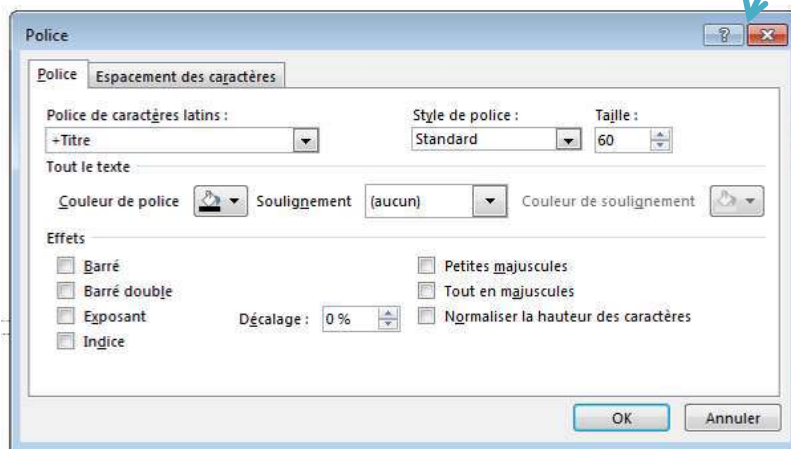 Police
Police Espacement des caractères
Police de caractères latins : Style de police : Taille :
+Titre Standard 60
Tout le texte
Couleur de police Soulignement (aucun) Couleur de soulignement
Effets
Barré Petites majuscules
Barré double Tout en majuscules
Exposant Décalage : 0 % Normaliser la hauteur des caractères
Indice
OK Annuler